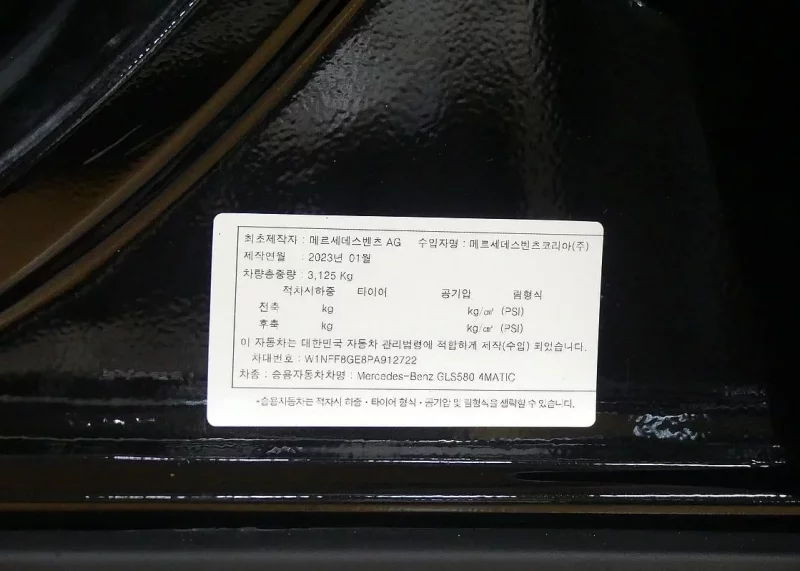 최초제작자 : 메르세데스벤츠 AG 수입자명 : 메르세데스벤츠코리아(주)
제작연월 : 2023년 01월
차량총중량 : 3,125 Kg
적차시하중 타이어 공기압 림형식
전축 kg kg/㎠ (PSI)
후축 kg kg/㎠ (PSI)
이 자동차는 대한민국 자동차 관리법령에 적합하게 제작(수입) 되었습니다.
차대번호 : W1NFF8GE8PA912722
차종 : 승용자동차차명 : Mercedes-Benz GLS580 4MATIC
*승용자동차는 적차시 하중 · 타이어 형식 · 공기압 및 림형식을 생략할 수 있습니다.